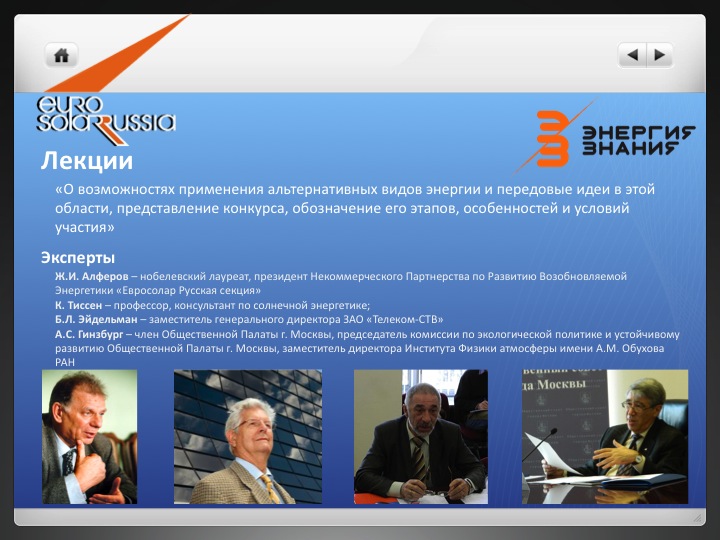 EURO
SOLARRUSSIA
ЭНЕРГИЯ
ЗНАНИЯ
Лекции
«О возможностях применения альтернативных видов энергии и передовые идеи в этой
области, представление конкурса, обозначение его этапов, особенностей и условий
участия»
Эксперты
Ж.И. Алферов – нобелевский лауреат, президент Некоммерческого Партнерства по Развитию Возобновляемой
Энергетики «Евросолар Русская секция»
К. Тиссен – профессор, консультант по солнечной энергетике;
Б.Л. Эйдельман – заместитель генерального директора ЗАО «Телеком-СТВ»
А.С. Гинзбург – член Общественной Палаты г. Москвы, председатель комиссии по экологической политике и устойчивому
развитию Общественной Палаты г. Москвы, заместитель директора Института Физики атмосферы имени А.М. Обухова
РАН
да Москвы